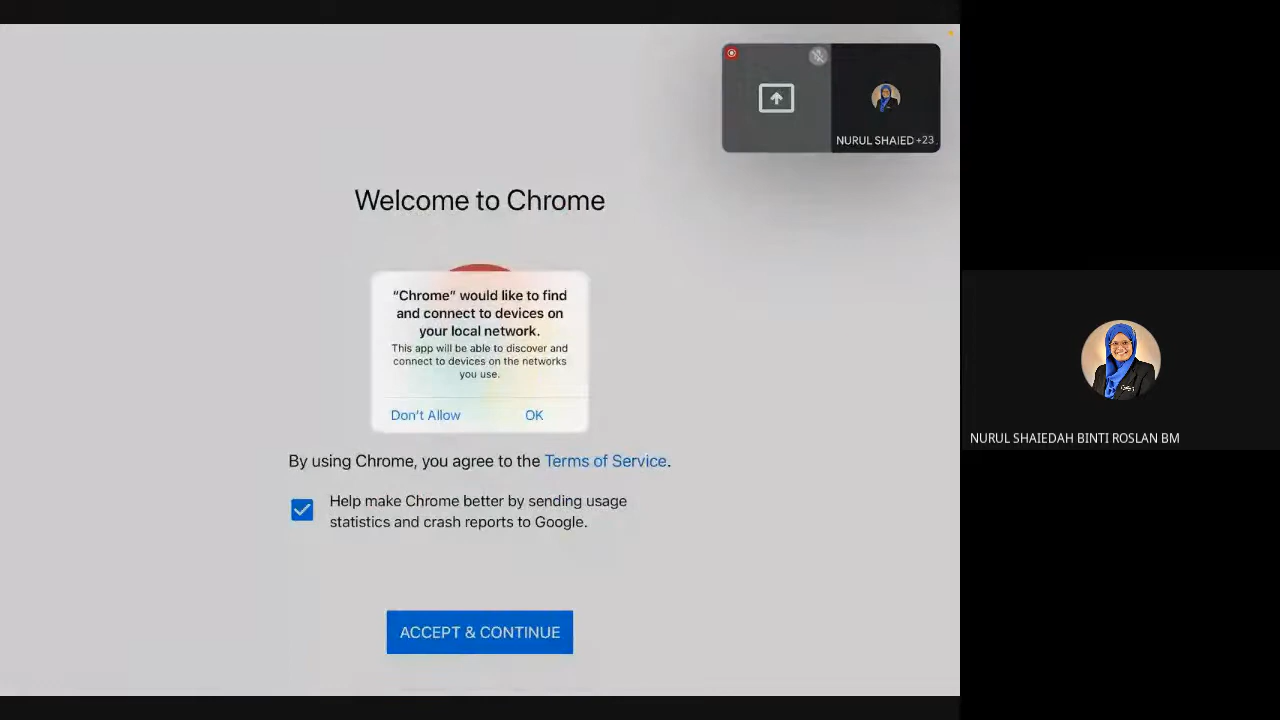 NURUL SHAIED +23
Welcome to Chrome
“Chrome” would like to find
and connect to devices on
your local network.
This app will be able to discover and
connect to devices on the networks
you use.
Don't Allow OK
By using Chrome, you agree to the Terms of Service.
Help make Chrome better by sending usage
statistics and crash reports to Google.
ACCEPT & CONTINUE
NURUL SHAIEDAH BINTI ROSLAN BM